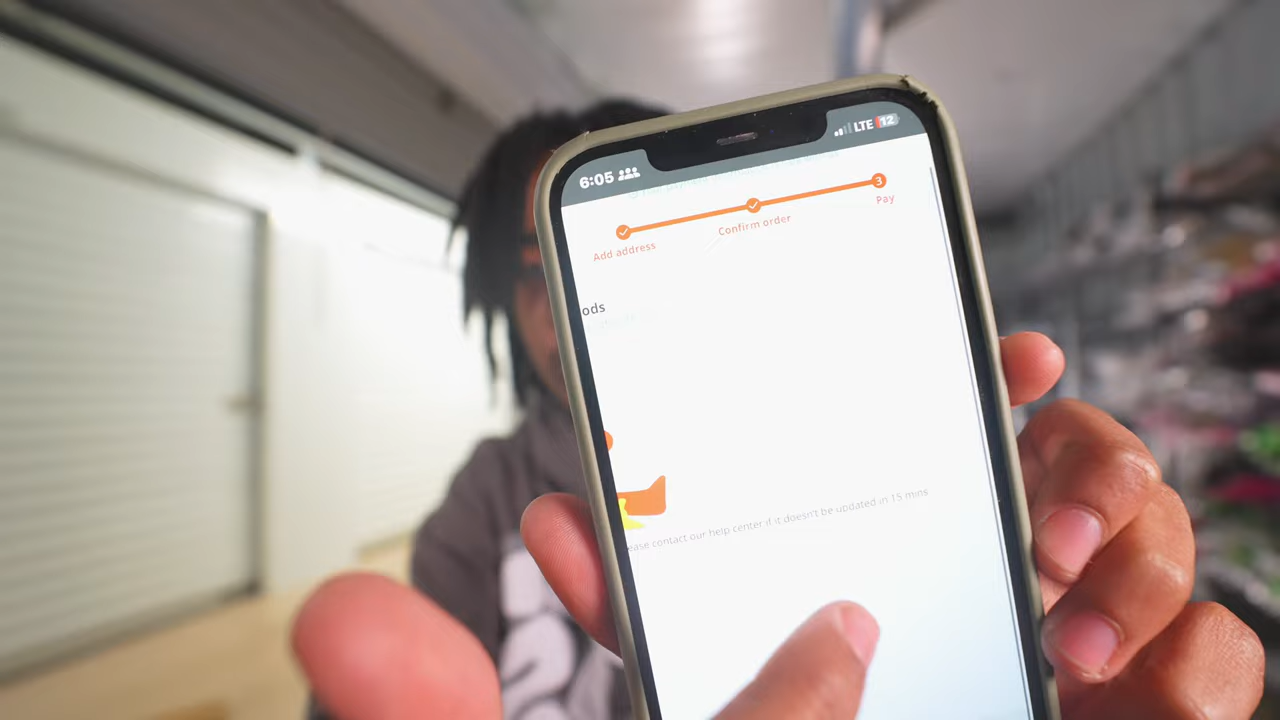 6:05 LTE 12
3
Pay
Confirm order
Add address
ods
ease contact our help center if it doesn't be updated in 15 mins